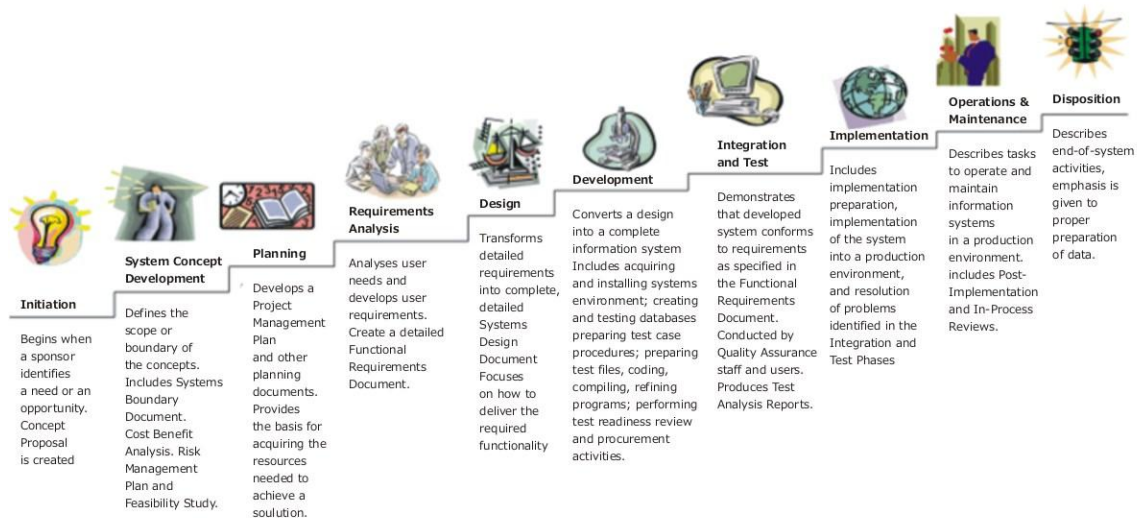 Initiation
Begins when
a sponsor
identifies
a need or an
opportunity.
Concept
Proposal
is created
System Concept
Development
Defines the
scope or
boundary of
the concepts.
Includes Systems
Boundary
Document.
Cost Benefit
Analysis. Risk
Management
Plan and
Feasibility Study.
Planning
Develops a
Project
Management
Plan
and other
planning
documents.
Provides
the basis for
acquiring the
resources
needed to
achieve a
soulution.
Requirements
Analysis
Analyses user
needs and
develops user
requirements.
Create a detailed
Functional
Requirements
Document.
Design
Transforms
detailed
requirements
into complete,
detailed
Systems
Design
Document
Focuses
on how to
deliver the
required
functionality
Development
Converts a design
into a complete
information system
Includes acquiring
and installing systems
environment; creating
and testing databases
preparing test case
procedures; preparing
test files, coding,
compiling, refining
programs; performing
test readiness review
and procurement
activities.
Integration
and Test
Demonstrates
that developed
system conforms
to requirements
as specified in
the Functional
Requirements
Document.
Conducted by
Quality Assurance
staff and users.
Produces Test
Analysis Reports.
Implementation
Includes
implementation
preparation,
implementation
of the system
into a production
environment,
and resolution
of problems
identified in the
Integration and
Test Phases
Operations &
Maintenance
Describes tasks
to operate and
maintain
information
systems
in a production
environment.
includes Post-
Implementation
and In-Process
Reviews.
Disposition
Describes
end-of-system
activities,
emphasis is
given to
proper
preparation
of data.